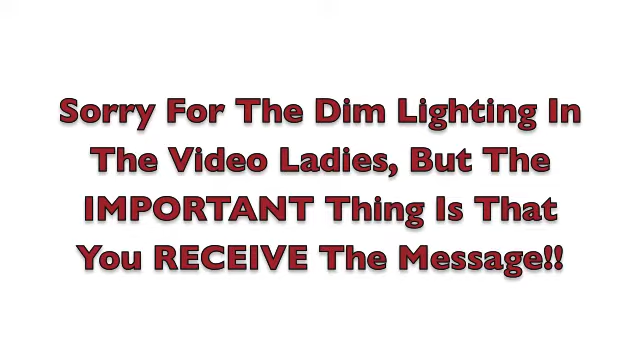 Sorry For The Dim Lighting In
The Video Ladies, But The
IMPORTANT Thing Is That
You RECEIVE The Message!!